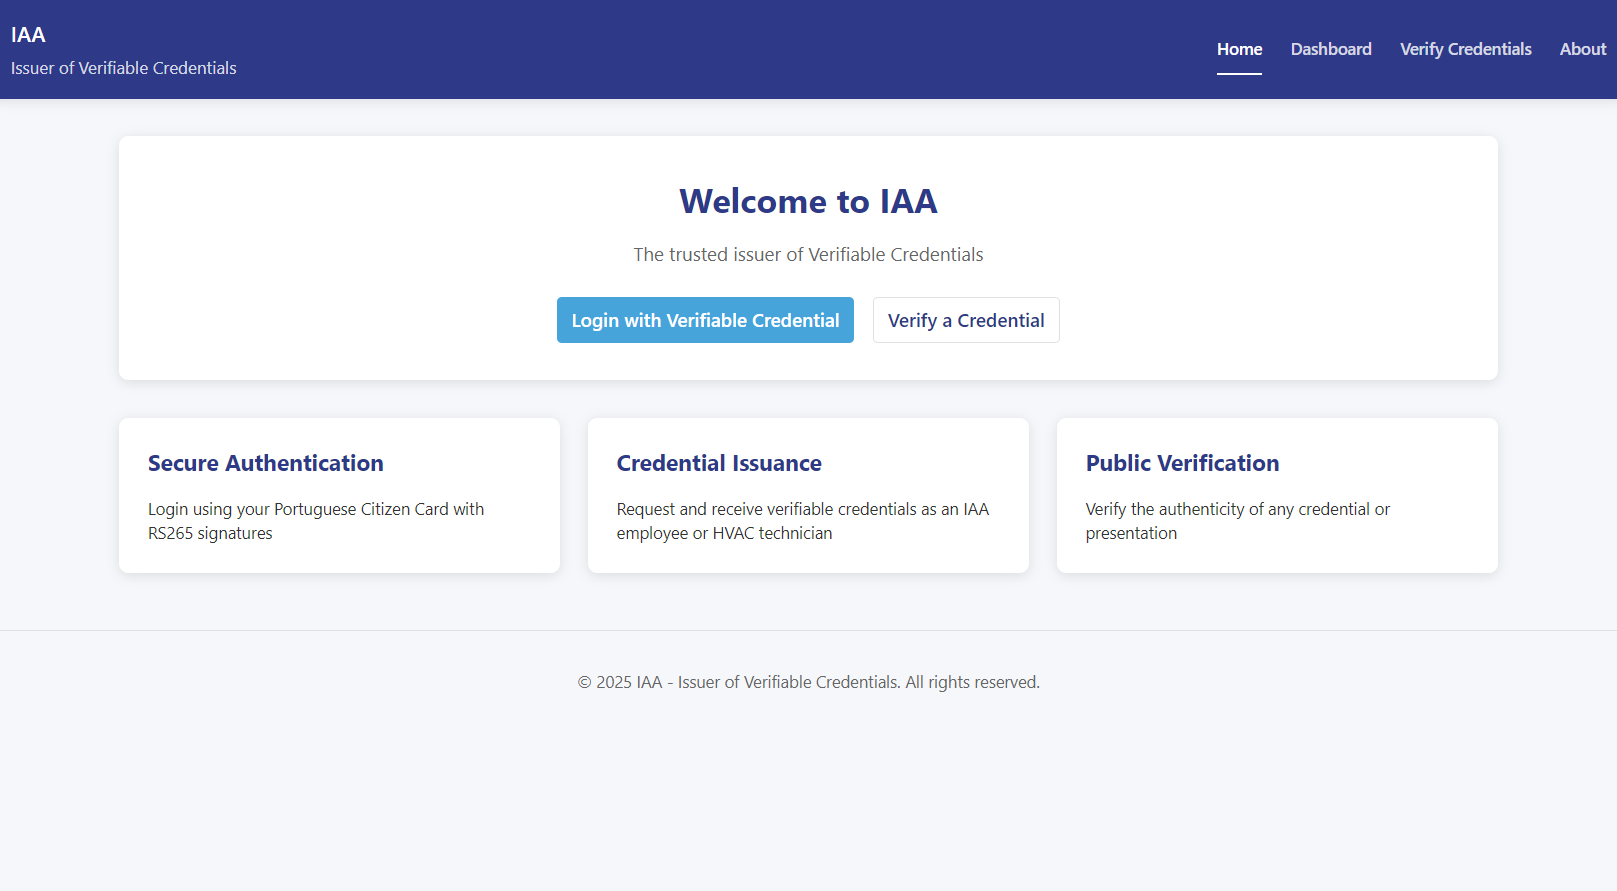 IAA
Issuer of Verifiable Credentials
Home
Dashboard
Verify Credentials
About
Welcome to IAA
The trusted issuer of Verifiable Credentials
Login with Verifiable Credential
Verify a Credential
Secure Authentication
Login using your Portuguese Citizen Card with
RS265 signatures
Credential Issuance
Request and receive verifiable credentials as an IAA
employee or HVAC technician
Public Verification
Verify the authenticity of any credential or
presentation
© 2025 IAA - Issuer of Verifiable Credentials. All rights reserved.